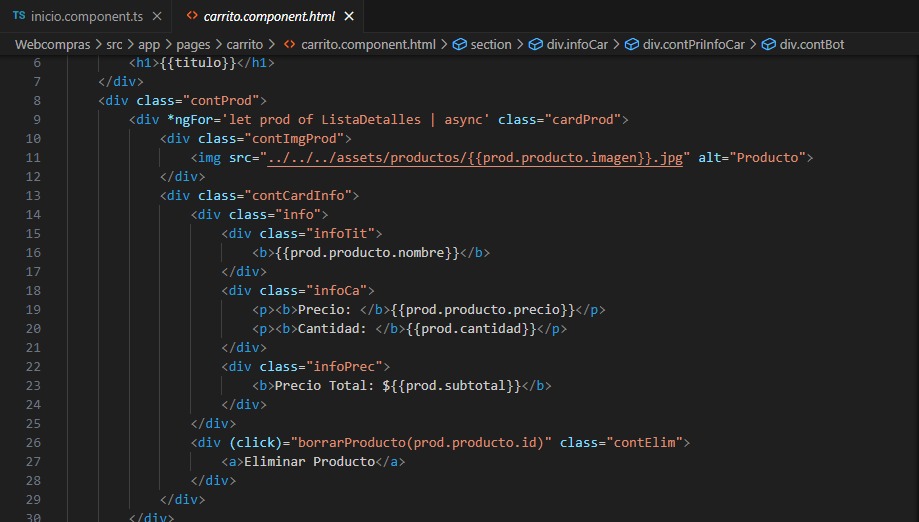 TS inicio.component.ts × <> carrito.component.html ×
Webcompras > src > app > pages > carrito > <> carrito.component.html > section > div.infoCar > div.contPriInfoCar > div.contBot
6 <h1>{{titulo}}</h1>
7 </div>
8 <div class="contProd">
9 <div *ngFor='let prod of ListaDetalles | async' class="cardProd">
10 <div class="contImgProd">
11 <img src="../../../assets/productos/{{prod.producto.imagen}}.jpg" alt="Producto">
12 </div>
13 <div class="contCardInfo">
14 <div class="info">
15 <div class="infoTit">
16 <b>{{prod.producto.nombre}}</b>
17 </div>
18 <div class="infoCa">
19 <p><b>Precio: </b>{{prod.producto.precio}}</p>
20 <p><b>Cantidad: </b>{{prod.cantidad}}</p>
21 </div>
22 <div class="infoPrec">
23 <b>Precio Total: ${{prod.subtotal}}</b>
24 </div>
25 </div>
26 <div (click)="borrarProducto(prod.producto.id)" class="contElim">
27 <a>Eliminar Producto</a>
28 </div>
29 </div>
30 </div>